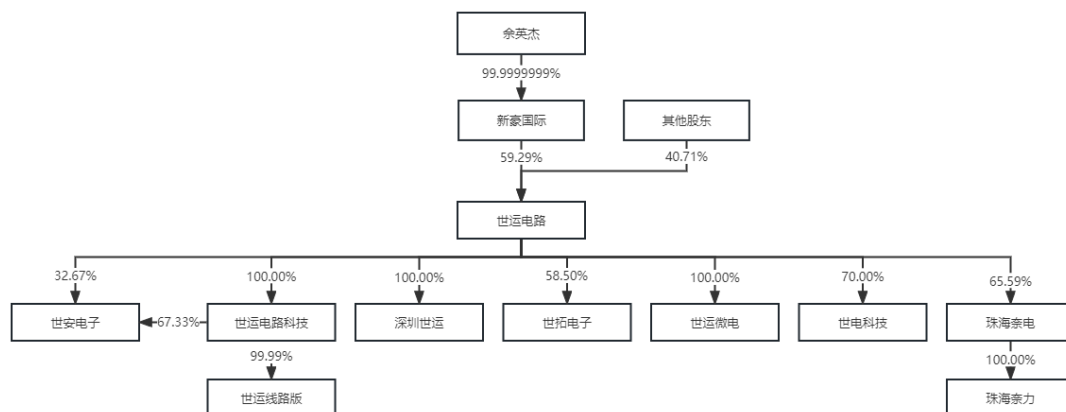 余英杰
99.9999999%
新豪国际
其他股东
59.29%
40.71%
世运电路
32.67%
100.00%
100.00%
58.50%
100.00%
70.00%
65.59%
世安电子
67.33%
世运电路科技
深圳世运
世拓电子
世运微电
世电科技
珠海奈电
99.99%
100.00%
世运线路版
珠海奈力